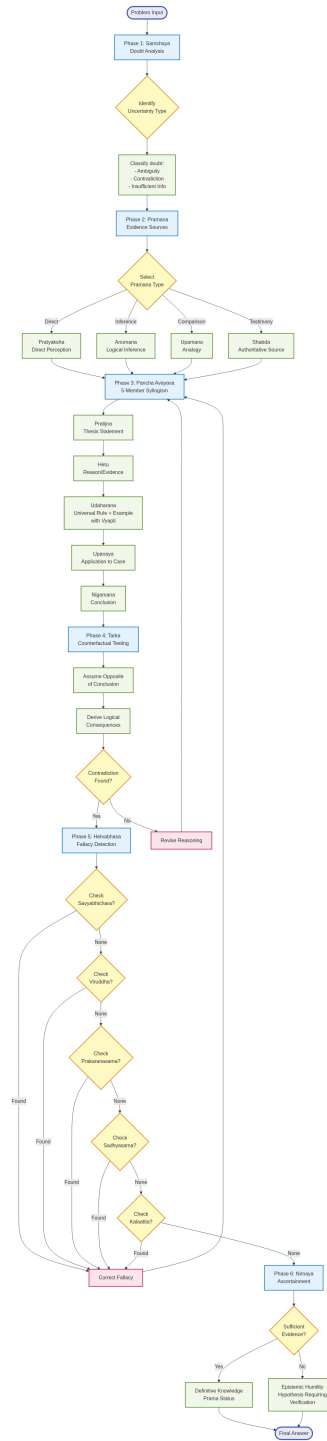 Problem Input
Phase 1: Samshaya
Doubt Analysis
Identify
Uncertainty Type
Classify doubt:
- Ambiguity
- Contradiction
- Insufficient Info
Phase 2: Pramana
Evidence Sources
Select
Pramana Type
Direct
Inference
Comparison
Testimony
Pratyaksha
Direct Perception
Anumana
Logical Inference
Upamana
Analogy
Shabda
Authoritative Source
Phase 3: Pancha Avayava
5-Member Syllogism
Pratijna
Thesis Statement
Hetu
Reason/Evidence
Udaharana
Universal Rule + Example
with Vyapti
Upanaya
Application to Case
Nigamana
Conclusion
Phase 4: Tarka
Counterfactual Testing
Assume Opposite
of Conclusion
Derive Logical
Consequences
Contradiction
Found?
Yes
No
Phase 5: Hetvabhasa
Fallacy Detection
Revise Reasoning
Check
Savyabhichara?
None
Check
Viruddha?
None
Check
Prakaranasama?
Found
None
Check
Sadhyasama?
Found
Found
None
Check
Kalaatita?
Found
Found
None
Correct Fallacy
Phase 6: Nirnaya
Ascertainment
Sufficient
Evidence?
Yes
No
Definitive Knowledge
Prama Status
Epistemic Humility
Hypothesis Requiring
Verification
Final Answer